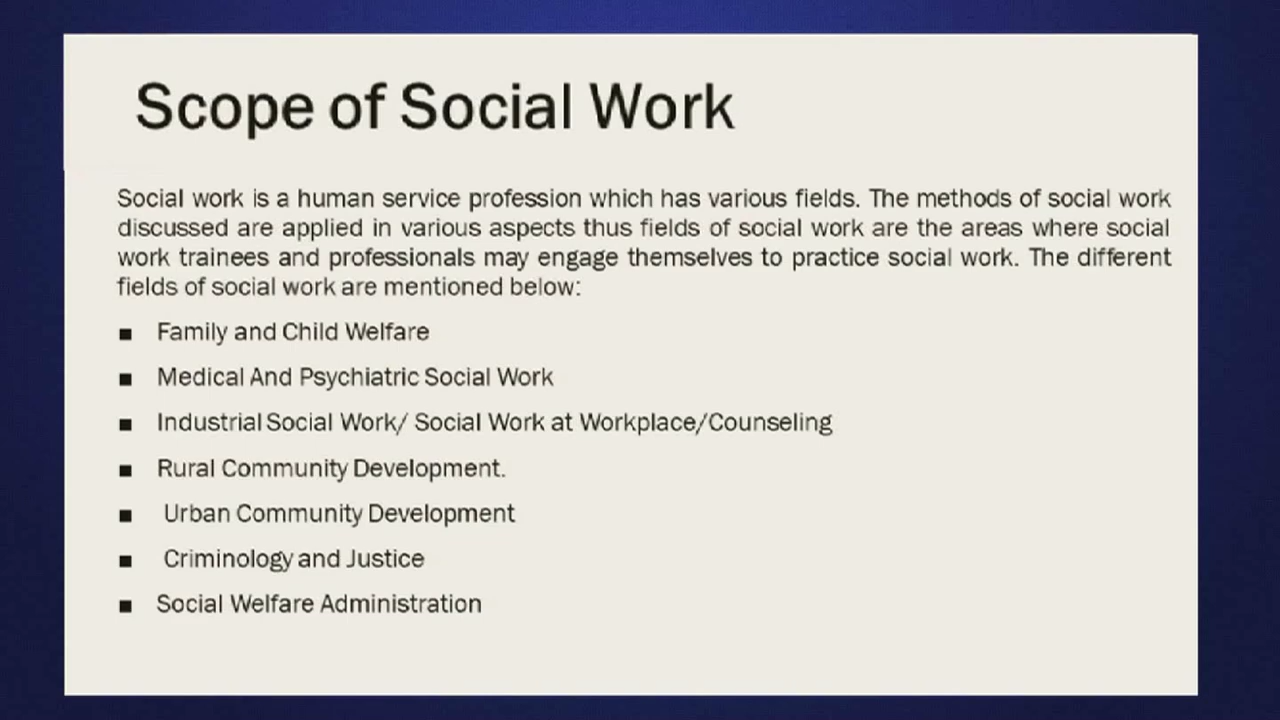 Scope of Social Work
Social work is a human service profession which has various fields. The methods of social work
discussed are applied in various aspects thus fields of social work are the areas where social
work trainees and professionals may engage themselves to practice social work. The different
fields of social work are mentioned below:
■ Family and Child Welfare
■ Medical And Psychiatric Social Work
■ Industrial Social Work/ Social Work at Workplace/Counseling
■ Rural Community Development.
■ Urban Community Development
■ Criminology and Justice
■ Social Welfare Administration